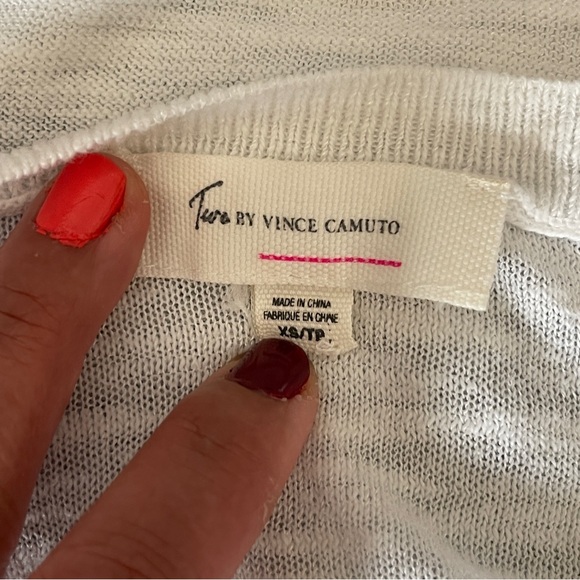 Two BY VINCE CAMUTO
MADE IN CHINA
FABRIQUÉ EN CHINE
XS/TP